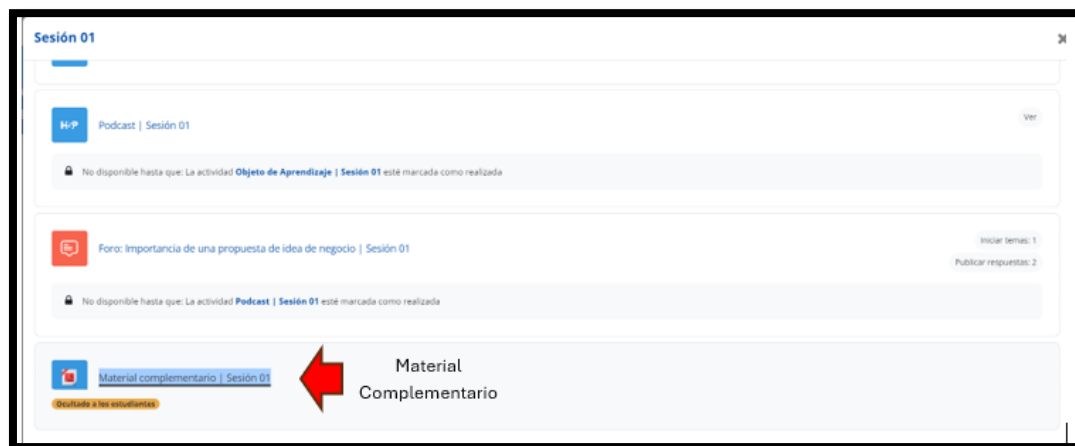 Sesión 01
×
H-P
Podcast | Sesión 01
Ver
No disponible hasta que: La actividad Objeto de Aprendizaje | Sesión 01 esté marcada como realizada
Foro: Importancia de una propuesta de idea de negocio | Sesión 01
Iniciar temas: 1
Publicar respuestas: 2
No disponible hasta que: La actividad Podcast | Sesión 01 esté marcada como realizada
Material complementario | Sesión 01
Ocultado a los estudiantes
Material
Complementario